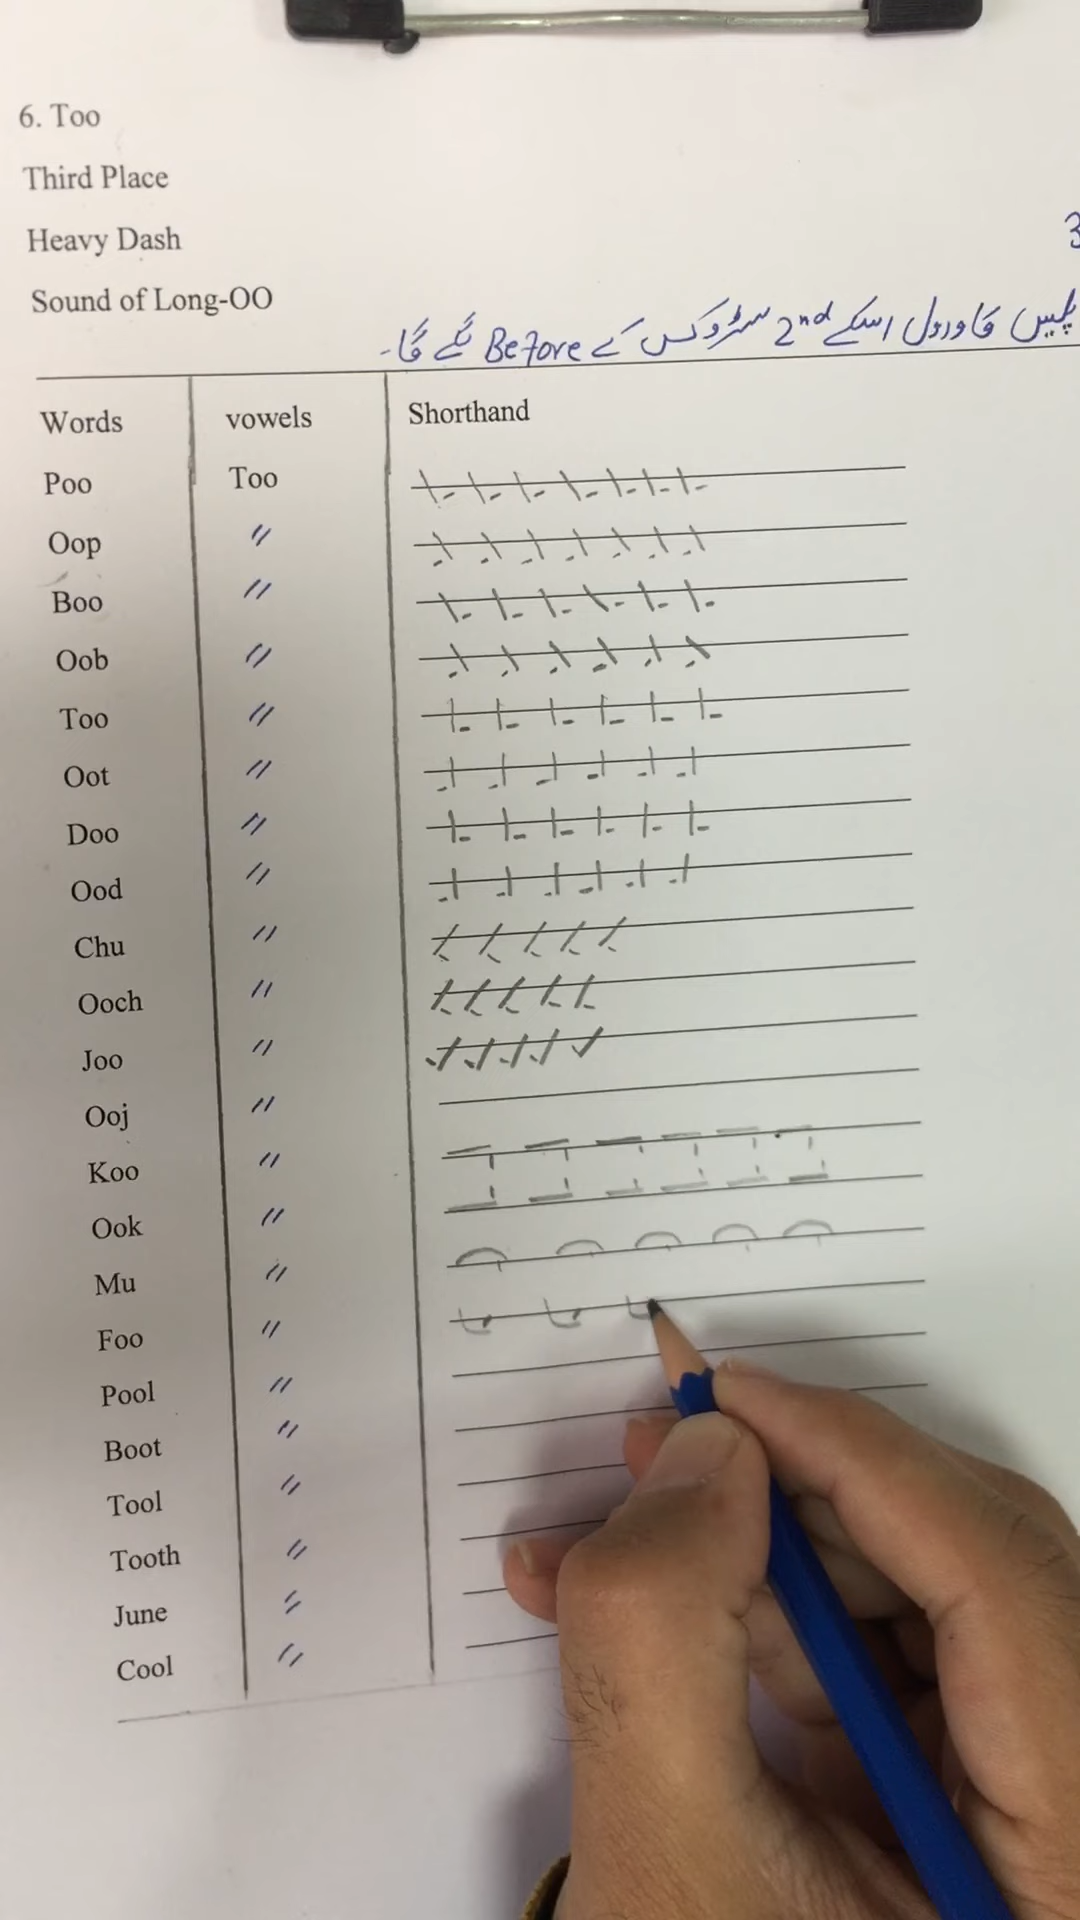 6. Too
Third Place
Heavy Dash
Sound of Long-OO
3
پلیس کا وورل اسکے 2nd سٹروکس کے Before لگے گا۔
Words vowels Shorthand
Poo Too
Oop "
Boo "
Oob "
Too "
Oot "
Doo "
Ood "
Chu "
Ooch "
Joo "
Ooj "
Koo "
Ook "
Mu "
Foo "
Pool "
Boot "
Tool "
Tooth "
June "
Cool "